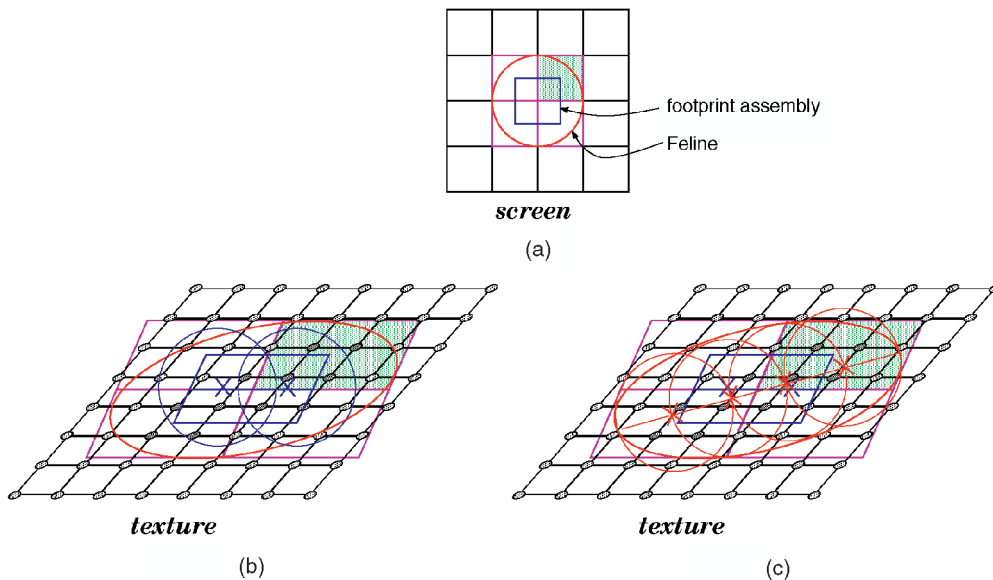 footprint assembly
Feline
screen
(a)
texture
texture
(b)
(c)